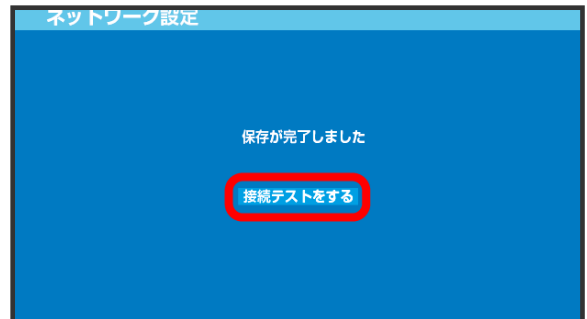 ネットワーク設定
保存が完了しました
接続テストをする